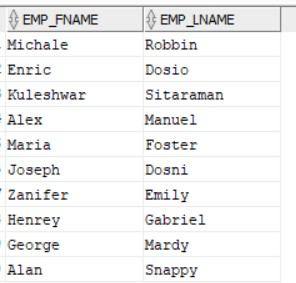 EMP_FNAME EMP_LNAME
Michale Robbin
Enric Dosio
Kuleshwar Sitaraman
Alex Manuel
Maria Foster
Joseph Dosni
Zanifer Emily
Henrey Gabriel
George Mardy
Alan Snappy